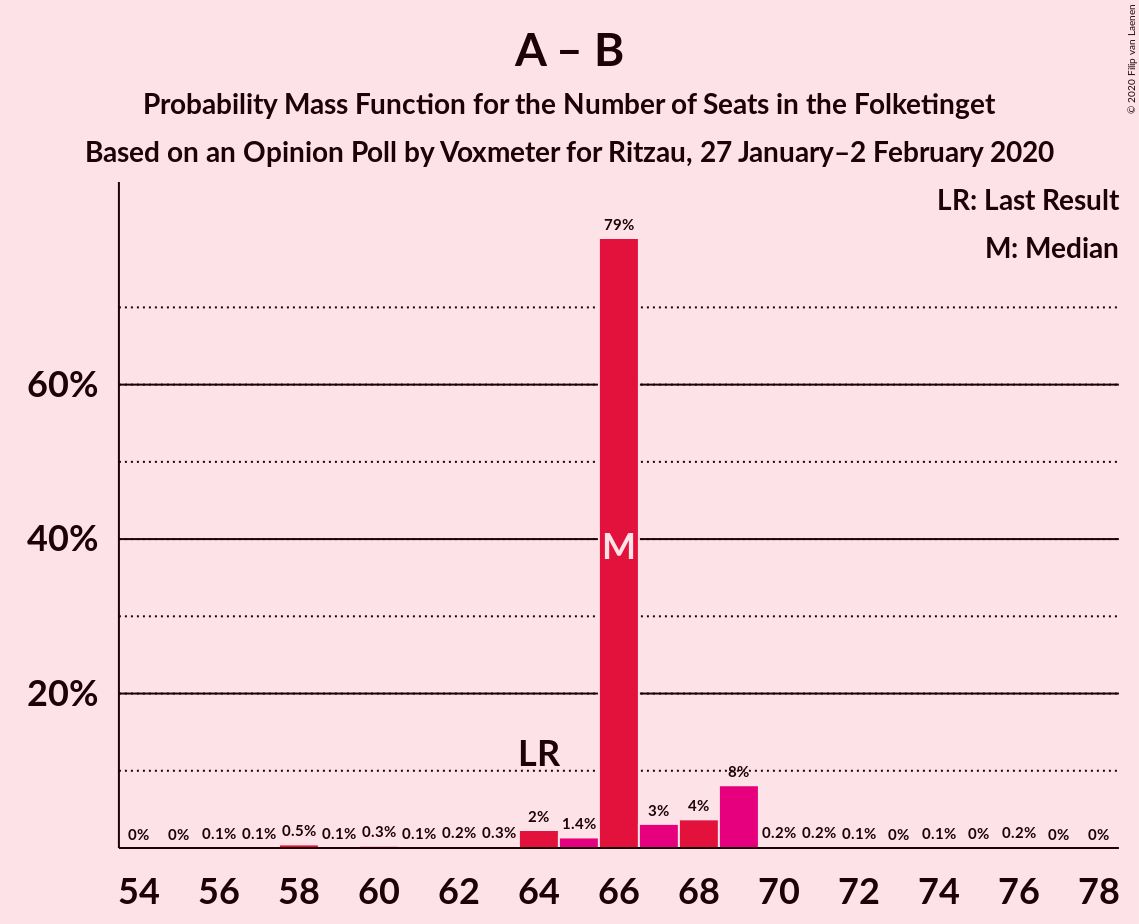 A – B
Probability Mass Function for the Number of Seats in the Folketinget
Based on an Opinion Poll by Voxmeter for Ritzau, 27 January–2 February 2020
© 2020 Filip van Laenen
LR: Last Result
M: Median
60%
40%
20%
79%
M
LR
0% 0% 0.1% 0.1% 0.5% 0.1% 0.3% 0.1% 0.2% 0.3% 2% 1.4% 3% 4% 8% 0.2% 0.2% 0.1% 0% 0.1% 0% 0.2% 0% 0%
54 56 58 60 62 64 66 68 70 72 74 76 78